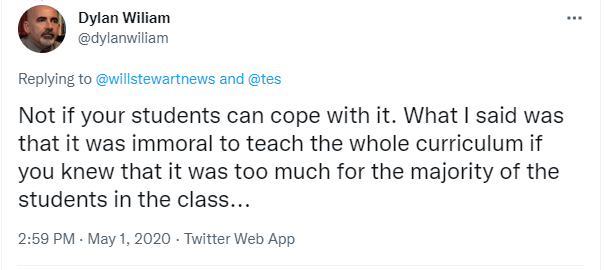 Dylan Wiliam
@dylanwiliam
Replying to @willstewartnews and @tes
Not if your students can cope with it. What I said was
that it was immoral to teach the whole curriculum if
you knew that it was too much for the majority of the
students in the class...
2:59 PM · May 1, 2020 · Twitter Web App